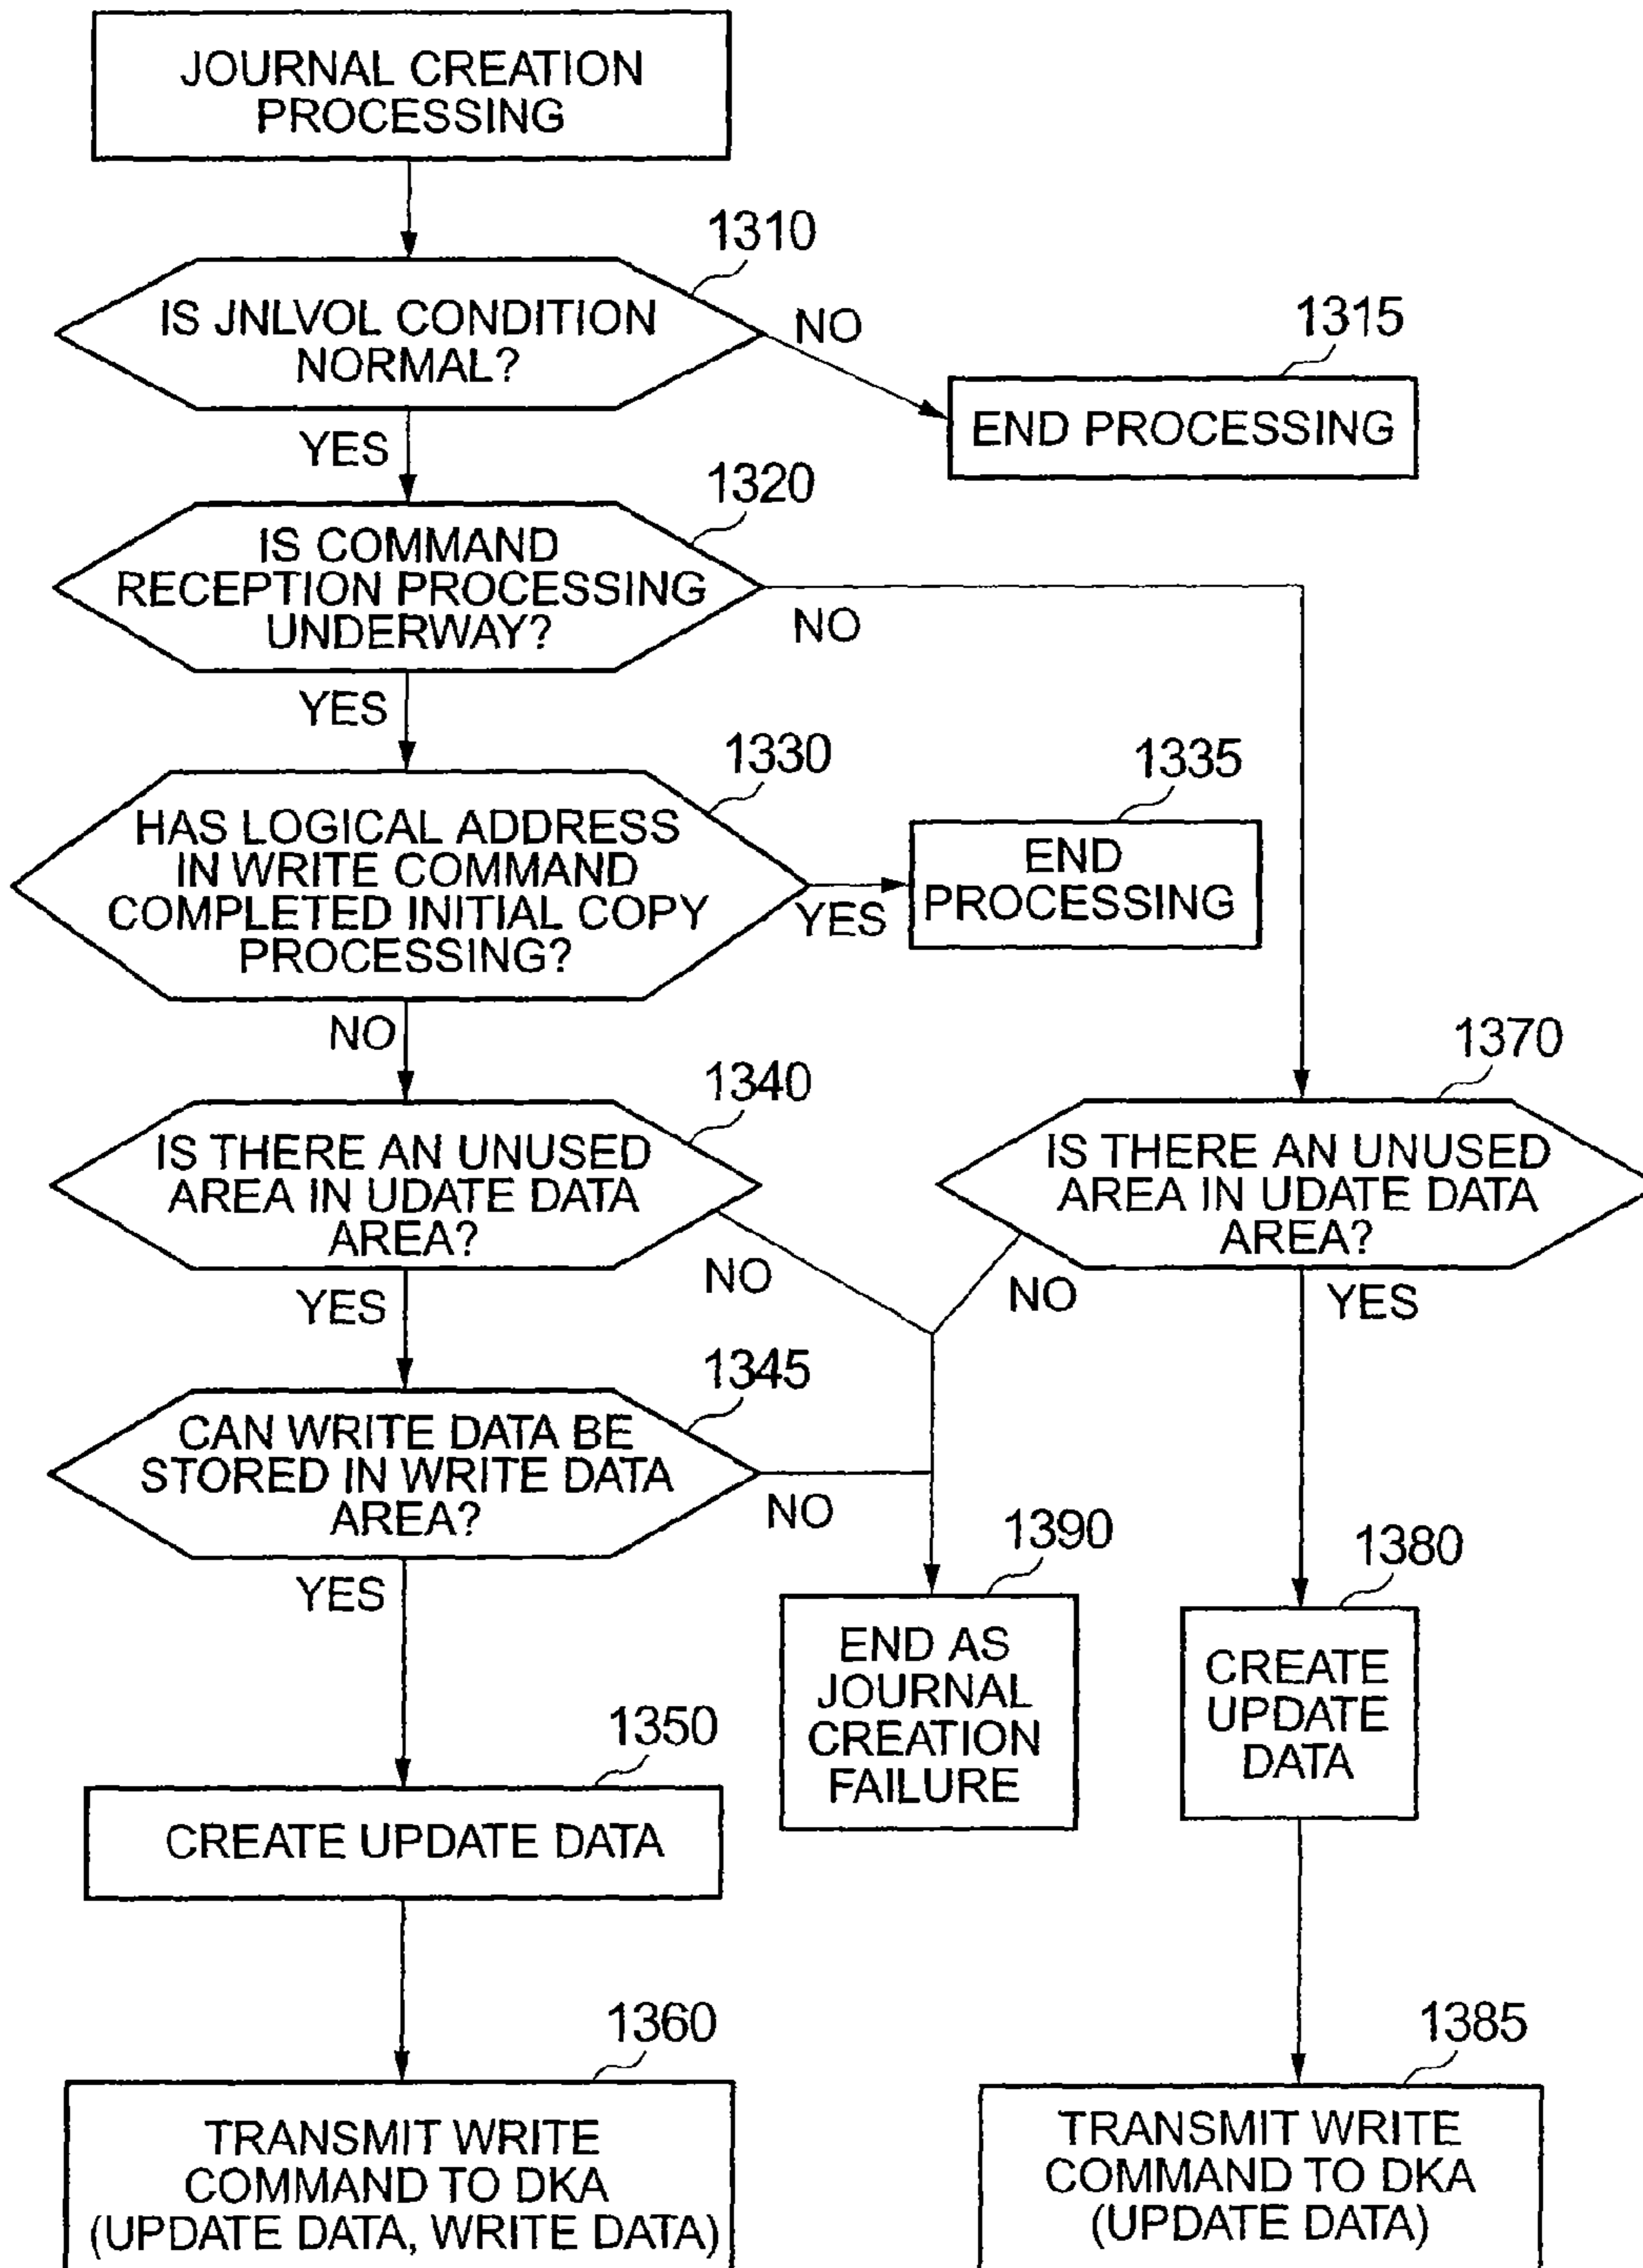 JOURNAL CREATION
PROCESSING
1310
IS JNLVOL CONDITION
NORMAL?
NO
1315
END PROCESSING
YES
1320
IS COMMAND
RECEPTION PROCESSING
UNDERWAY?
NO
YES
1330
HAS LOGICAL ADDRESS
IN WRITE COMMAND
COMPLETED INITIAL COPY
PROCESSING?
YES
1335
END
PROCESSING
NO
1340
IS THERE AN UNUSED
AREA IN UDATE DATA
AREA?
NO
YES
1370
IS THERE AN UNUSED
AREA IN UDATE DATA
AREA?
NO
YES
1345
CAN WRITE DATA BE
STORED IN WRITE DATA
AREA?
NO
YES
1390
END AS
JOURNAL
CREATION
FAILURE
1380
CREATE
UPDATE
DATA
1350
CREATE UPDATE DATA
1360
TRANSMIT WRITE
COMMAND TO DKA
(UPDATE DATA, WRITE DATA)
1385
TRANSMIT WRITE
COMMAND TO DKA
(UPDATE DATA)